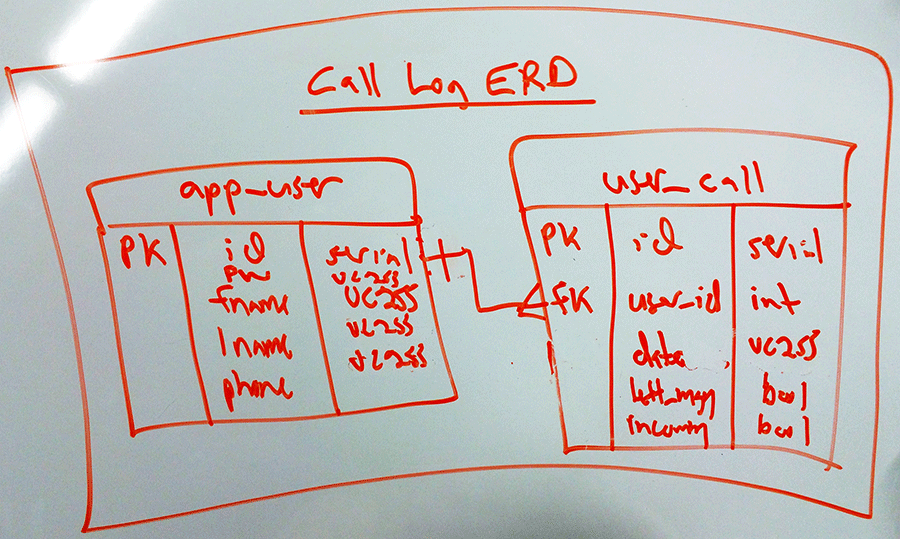 Call Log ERD
app_user
PK id serial
pw vc255
fname vc255
lname vc255
phone vc255
user_call
PK id serial
FK user_id int
data vc255
left_msg bool
incoming bool